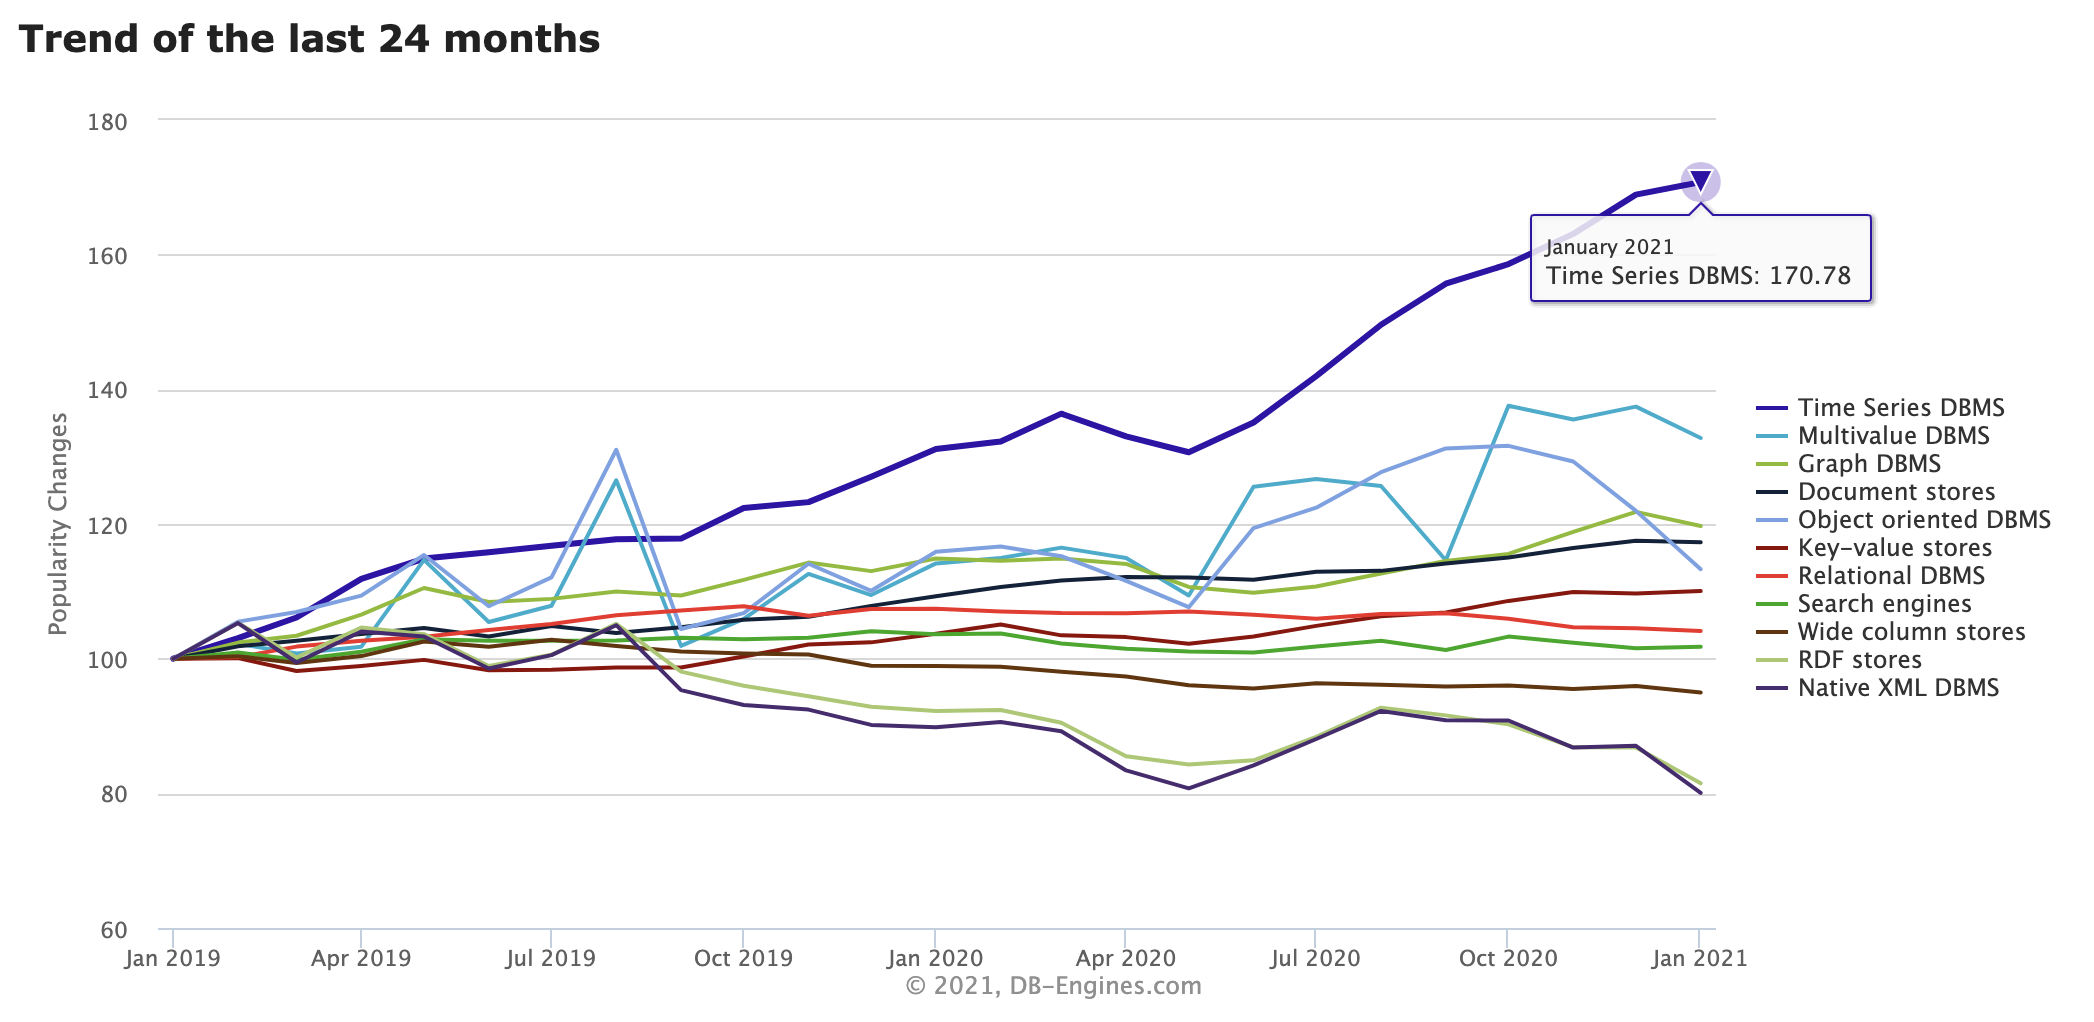 Trend of the last 24 months
180
160
140
120
100
80
60
Popularity Changes
January 2021
Time Series DBMS: 170.78
Time Series DBMS
Multivalue DBMS
Graph DBMS
Document stores
Object oriented DBMS
Key-value stores
Relational DBMS
Search engines
Wide column stores
RDF stores
Native XML DBMS
Jan 2019 Apr 2019 Jul 2019 Oct 2019 Jan 2020 Apr 2020 Jul 2020 Oct 2020 Jan 2021
© 2021, DB-Engines.com